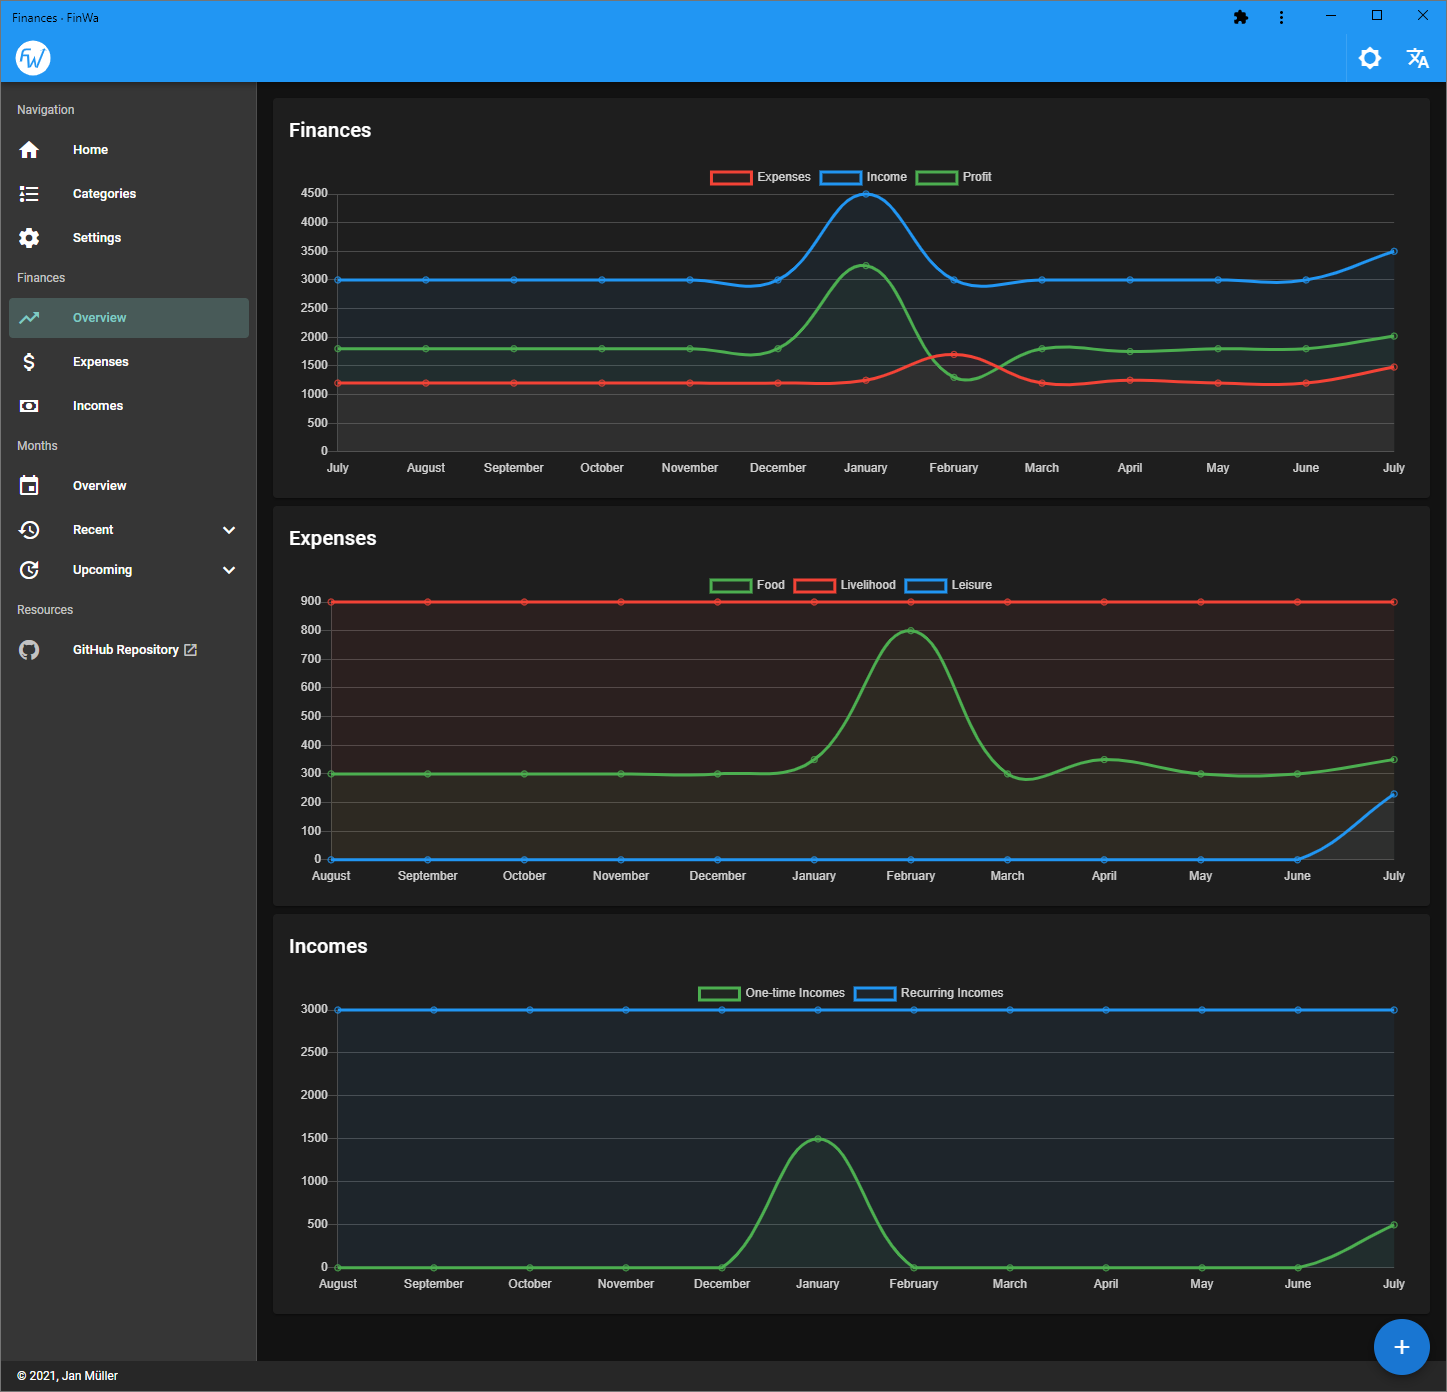 Finances - FinWa
FW
Navigation
Home
Categories
Settings
Finances
Overview
Expenses
Incomes
Months
Overview
Recent
Upcoming
Resources
GitHub Repository
Finances
Expenses Income Profit
4500
4000
3500
3000
2500
2000
1500
1000
500
0
July August September October November December January February March April May June July
Expenses
Food Livelihood Leisure
900
800
700
600
500
400
300
200
100
0
August September October November December January February March April May June July
Incomes
One-time Incomes Recurring Incomes
3000
2500
2000
1500
1000
500
0
August September October November December January February March April May June July
© 2021, Jan Müller